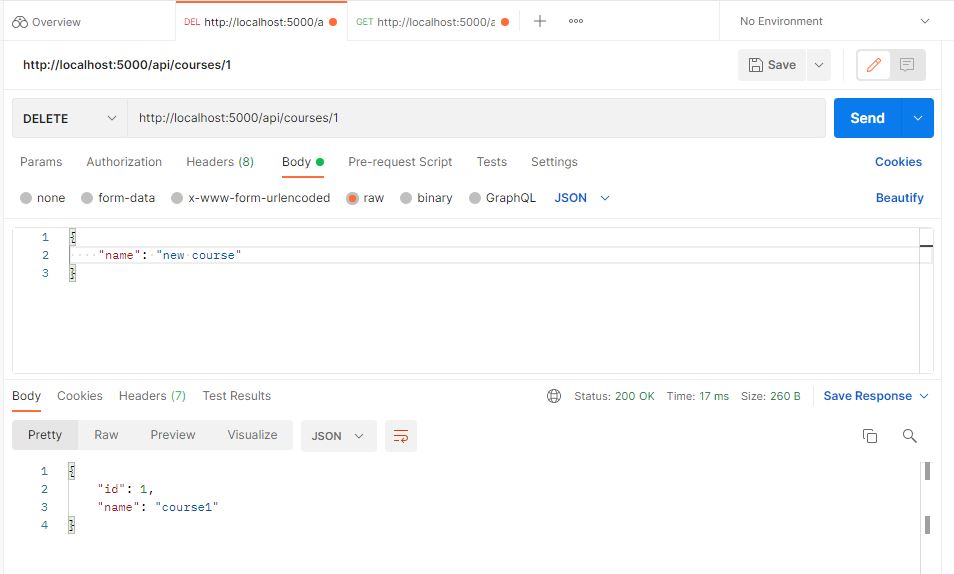 Overview
DEL http://localhost:5000/a
GET http://localhost:5000/a
No Environment
http://localhost:5000/api/courses/1
Save
DELETE
http://localhost:5000/api/courses/1
Send
Params Authorization Headers (8) Body Pre-request Script Tests Settings Cookies
none form-data x-www-form-urlencoded raw binary GraphQL JSON Beautify
1 {
2 "name": "new course"
3 }
Body Cookies Headers (7) Test Results Status: 200 OK Time: 17 ms Size: 260 B Save Response
Pretty Raw Preview Visualize JSON
1 {
2 "id": 1,
3 "name": "course1"
4 }